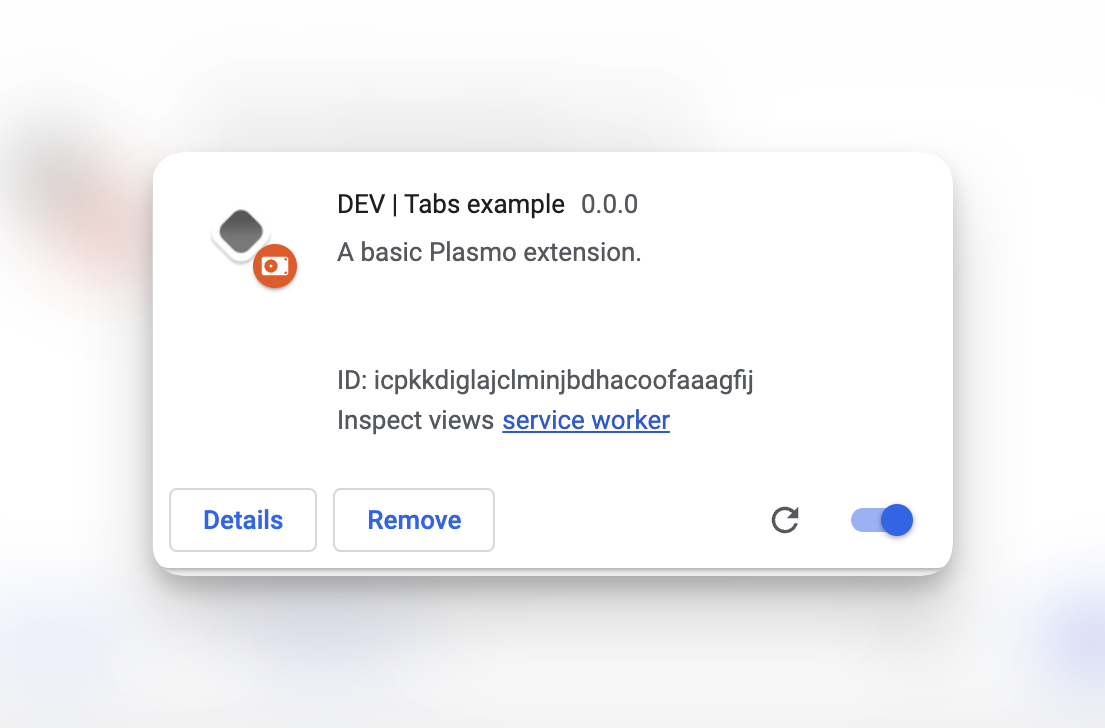 DEV | Tabs example 0.0.0
A basic Plasmo extension.
ID: icpkkdiglajclminjbdhacoofaaagfij
Inspect views service worker
Details Remove